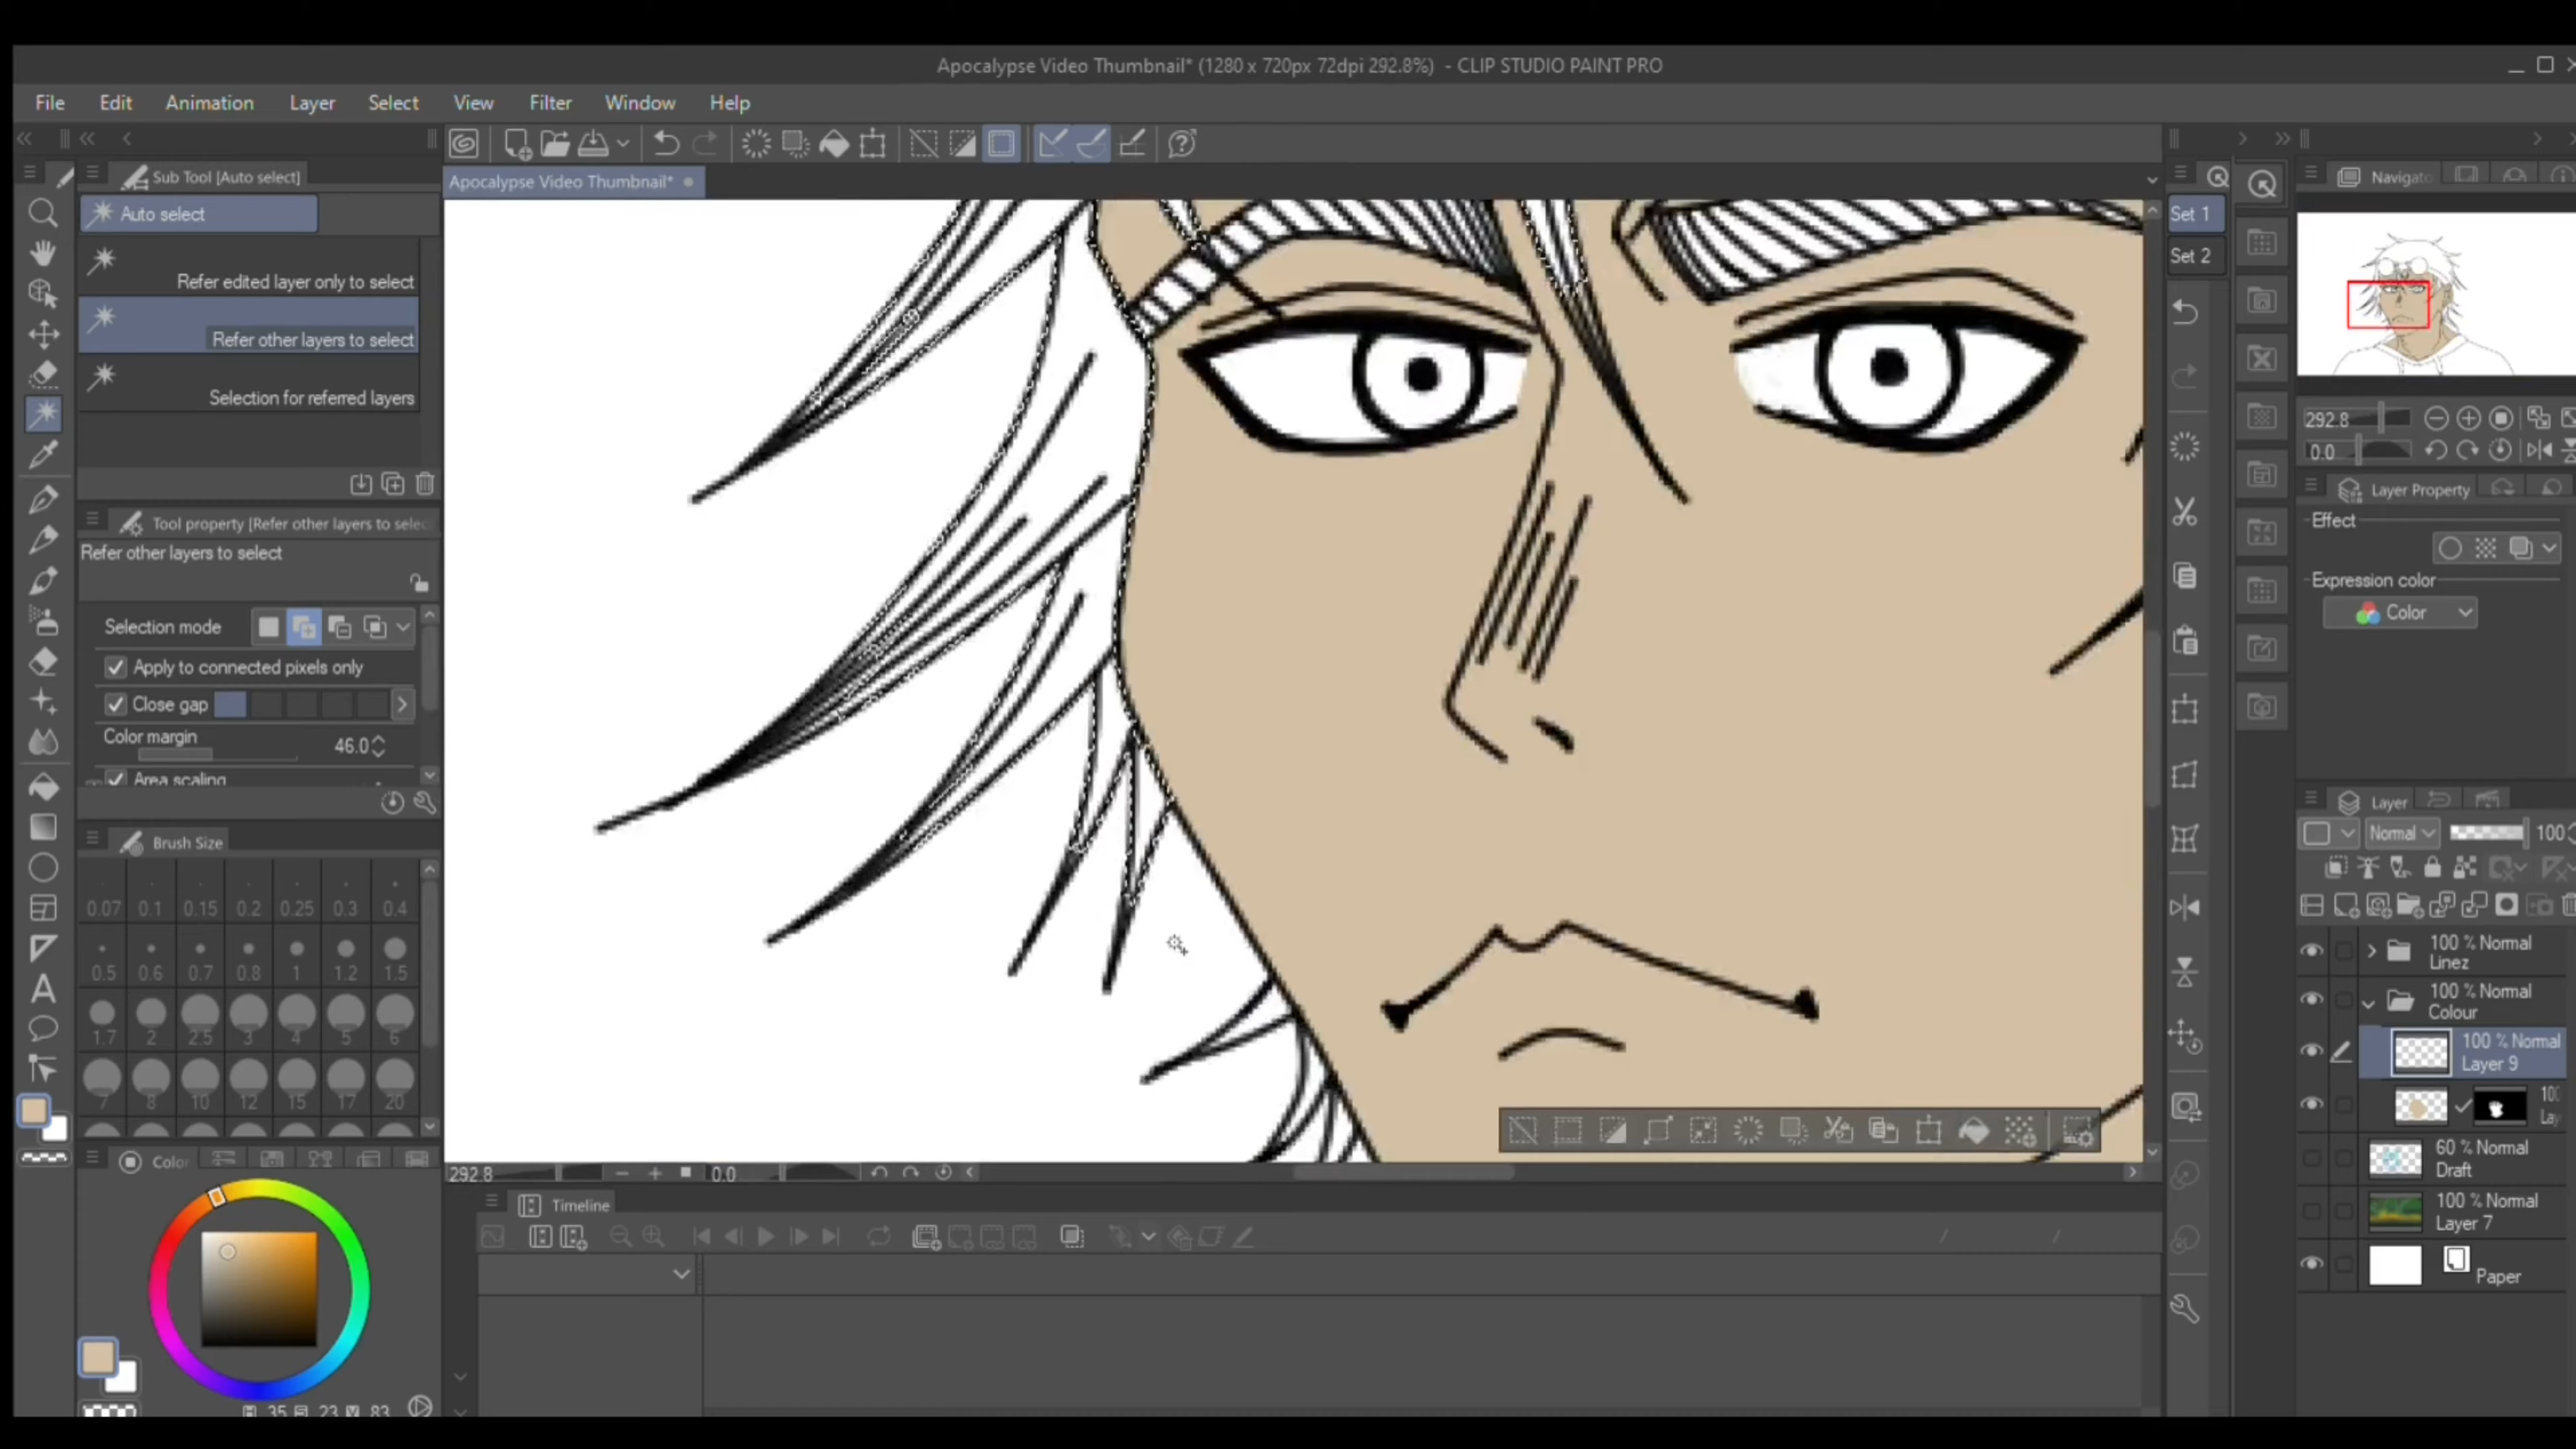 Apocalypse Video Thumbnail* (1280 x 720px 72dpi 292.8%) - CLIP STUDIO PAINT PRO
File Edit Animation Layer Select View Filter Window Help
Sub Tool [Auto select]
Auto select
Refer edited layer only to select
Refer other layers to select
Selection for referred layers
Tool property [Refer other layers to selec
Refer other layers to select
Selection mode
Apply to connected pixels only
Close gap
Color margin 46.0
Area scaling
Brush Size
0.07 0.1 0.15 0.2 0.25 0.3 0.4
0.5 0.6 0.7 0.8 1 1.2 1.5
1.7 2 2.5 3 4 5 6
7 8 10 12 15 17 20
Color
35 23 83
Apocalypse Video Thumbnail*
292.8 0.0
Timeline
Set 1
Set 2
Navigato
292.8
0.0
Layer Property
Effect
Expression color
Color
Layer
Normal 100
100 % Normal
Linez
100 % Normal
Colour
100 % Normal
Layer 9
10
Lay
60 % Normal
Draft
100 % Normal
Layer 7
Paper